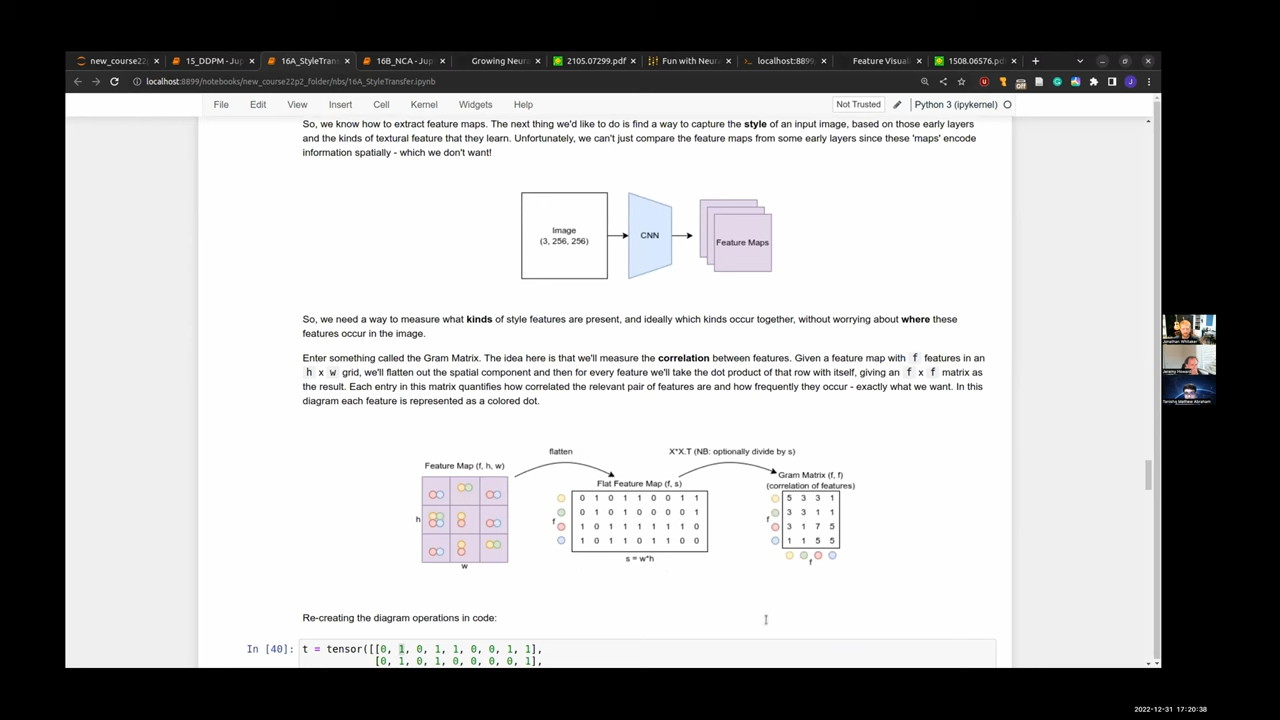 new_course22
15_DDPM - Jup
16A_StyleTrans
16B_NCA - Jup
Growing Neura
2105.07299.pdf
Fun with Neura
localhost:8899
Feature Visuali
1508.06576.pdf
localhost:8899/notebooks/new_course22p2_folder/nbs/16A_StyleTransfer.ipynb
File Edit View Insert Cell Kernel Widgets Help
Not Trusted
Python 3 (ipykernel)
So, we know how to extract feature maps. The next thing we'd like to do is find a way to capture the style of an input image, based on those early layers
and the kinds of textural feature that they learn. Unfortunately, we can't just compare the feature maps from some early layers since these 'maps' encode
information spatially - which we don't want!
Image
(3, 256, 256)
CNN
Feature Maps
So, we need a way to measure what kinds of style features are present, and ideally which kinds occur together, without worrying about where these
features occur in the image.
Enter something called the Gram Matrix. The idea here is that we'll measure the correlation between features. Given a feature map with f features in an
h x w grid, we'll flatten out the spatial component and then for every feature we'll take the dot product of that row with itself, giving an f x f matrix as
the result. Each entry in this matrix quantifies how correlated the relevant pair of features are and how frequently they occur - exactly what we want. In this
diagram each feature is represented as a colored dot.
Feature Map (f, h, w)
h
w
flatten
Flat Feature Map (f, s)
f
0 1 0 1 1 0 0 1 1
0 1 0 1 0 0 0 0 1
1 0 1 1 1 1 1 1 0
1 0 1 1 0 1 1 0 0
s = w*h
X*X.T (NB: optionally divide by s)
Gram Matrix (f, f)
(correlation of features)
f
5 3 3 1
3 3 1 1
3 1 7 5
1 1 5 5
f
Re-creating the diagram operations in code:
In [40]:
t = tensor([[0, 1, 0, 1, 1, 0, 0, 1, 1],
[0, 1, 0, 1, 0, 0, 0, 0, 1],
Jonathan Whitaker
Jeremy Howard
Tanishq Mathew Abraham
2022-12-31 17:20:38